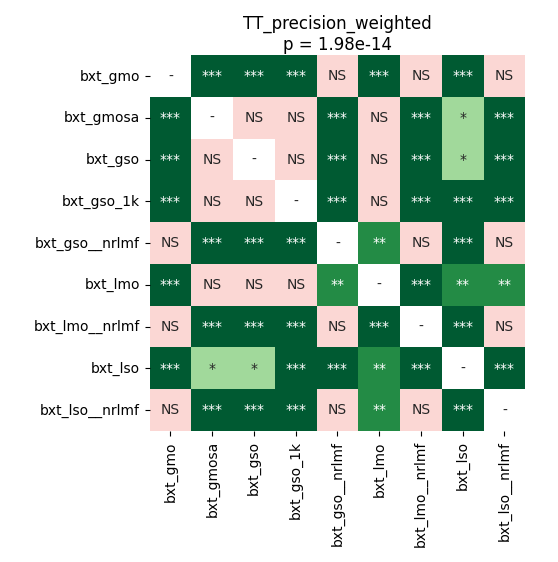 TT_precision_weighted
p = 1.98e-14
bxt_gmo - *** *** *** NS *** NS *** NS
bxt_gmosa *** - NS NS *** NS *** * ***
bxt_gso *** NS - NS *** NS *** * ***
bxt_gso_1k *** NS NS - *** NS *** *** ***
bxt_gso__nrlmf NS *** *** *** - ** NS *** NS
bxt_lmo *** NS NS NS ** - *** ** **
bxt_lmo__nrlmf NS *** *** *** NS *** - *** NS
bxt_lso *** * * *** *** ** *** - ***
bxt_lso__nrlmf NS *** *** *** NS ** NS *** -
bxt_gmo
bxt_gmosa
bxt_gso
bxt_gso_1k
bxt_gso__nrlmf
bxt_lmo
bxt_lmo__nrlmf
bxt_lso
bxt_lso__nrlmf